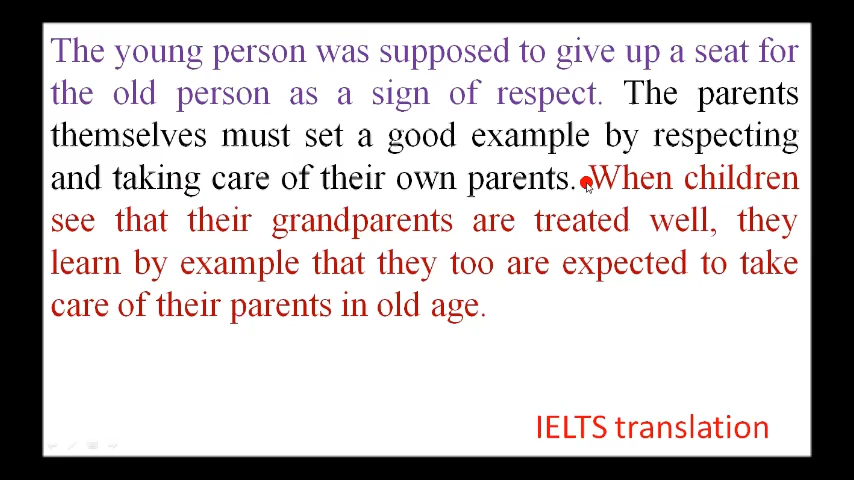 The young person was supposed to give up a seat for
the old person as a sign of respect. The parents
themselves must set a good example by respecting
and taking care of their own parents. When children
see that their grandparents are treated well, they
learn by example that they too are expected to take
care of their parents in old age.
IELTS translation